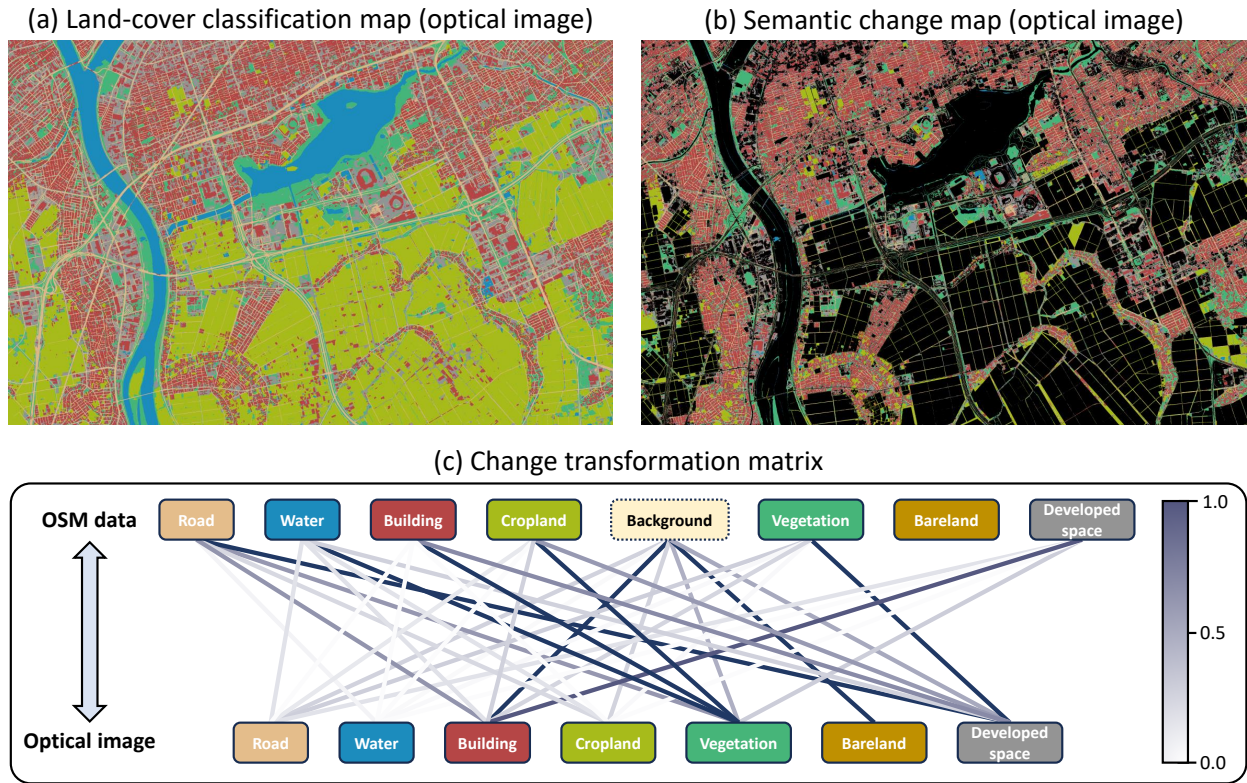 (a) Land-cover classification map (optical image)
(b) Semantic change map (optical image)
(c) Change transformation matrix
OSM data
Road
Water
Building
Cropland
Background
Vegetation
Bareland
Developed
space
1.0
0.5
0.0
Optical image
Road
Water
Building
Cropland
Vegetation
Bareland
Developed
space